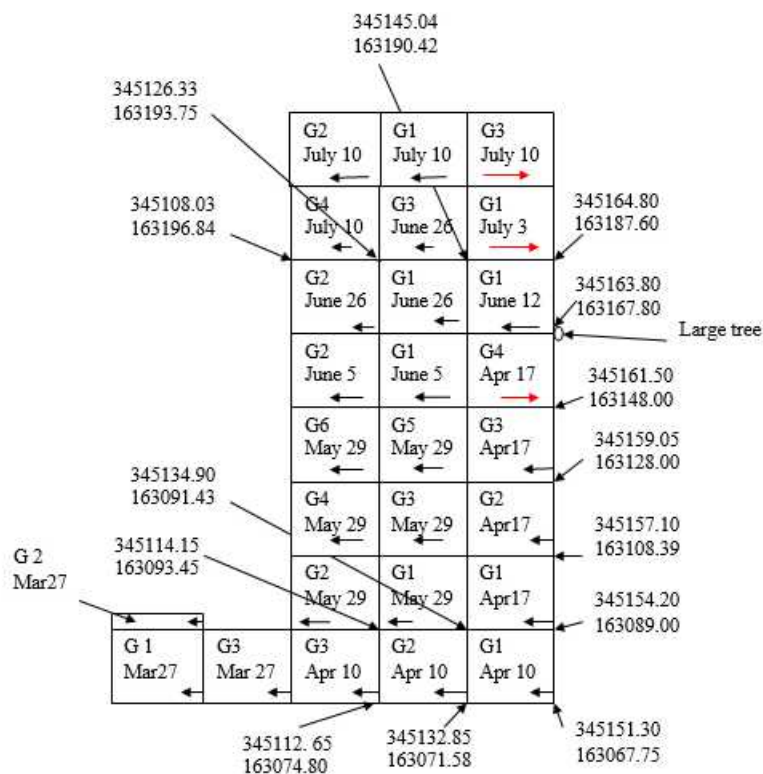 345145.04
163190.42
345126.33
163193.75
G2
July 10
G1
July 10
G3
July 10
345108.03
163196.84
G4
July 10
G3
June 26
G1
July 3
345164.80
163187.60
G2
June 26
G1
June 26
G1
June 12
345163.80
163167.80
Large tree
G2
June 5
G1
June 5
G4
Apr 17
345161.50
163148.00
G6
May 29
G5
May 29
G3
Apr17
345159.05
163128.00
345134.90
163091.43
G4
May 29
G3
May 29
G2
Apr17
345157.10
163108.39
345114.15
163093.45
G 2
Mar27
G2
May 29
G1
May 29
G1
Apr17
345154.20
163089.00
G 1
Mar27
G3
Mar 27
G3
Apr 10
G2
Apr 10
G1
Apr 10
345112. 65
163074.80
345132.85
163071.58
345151.30
163067.75